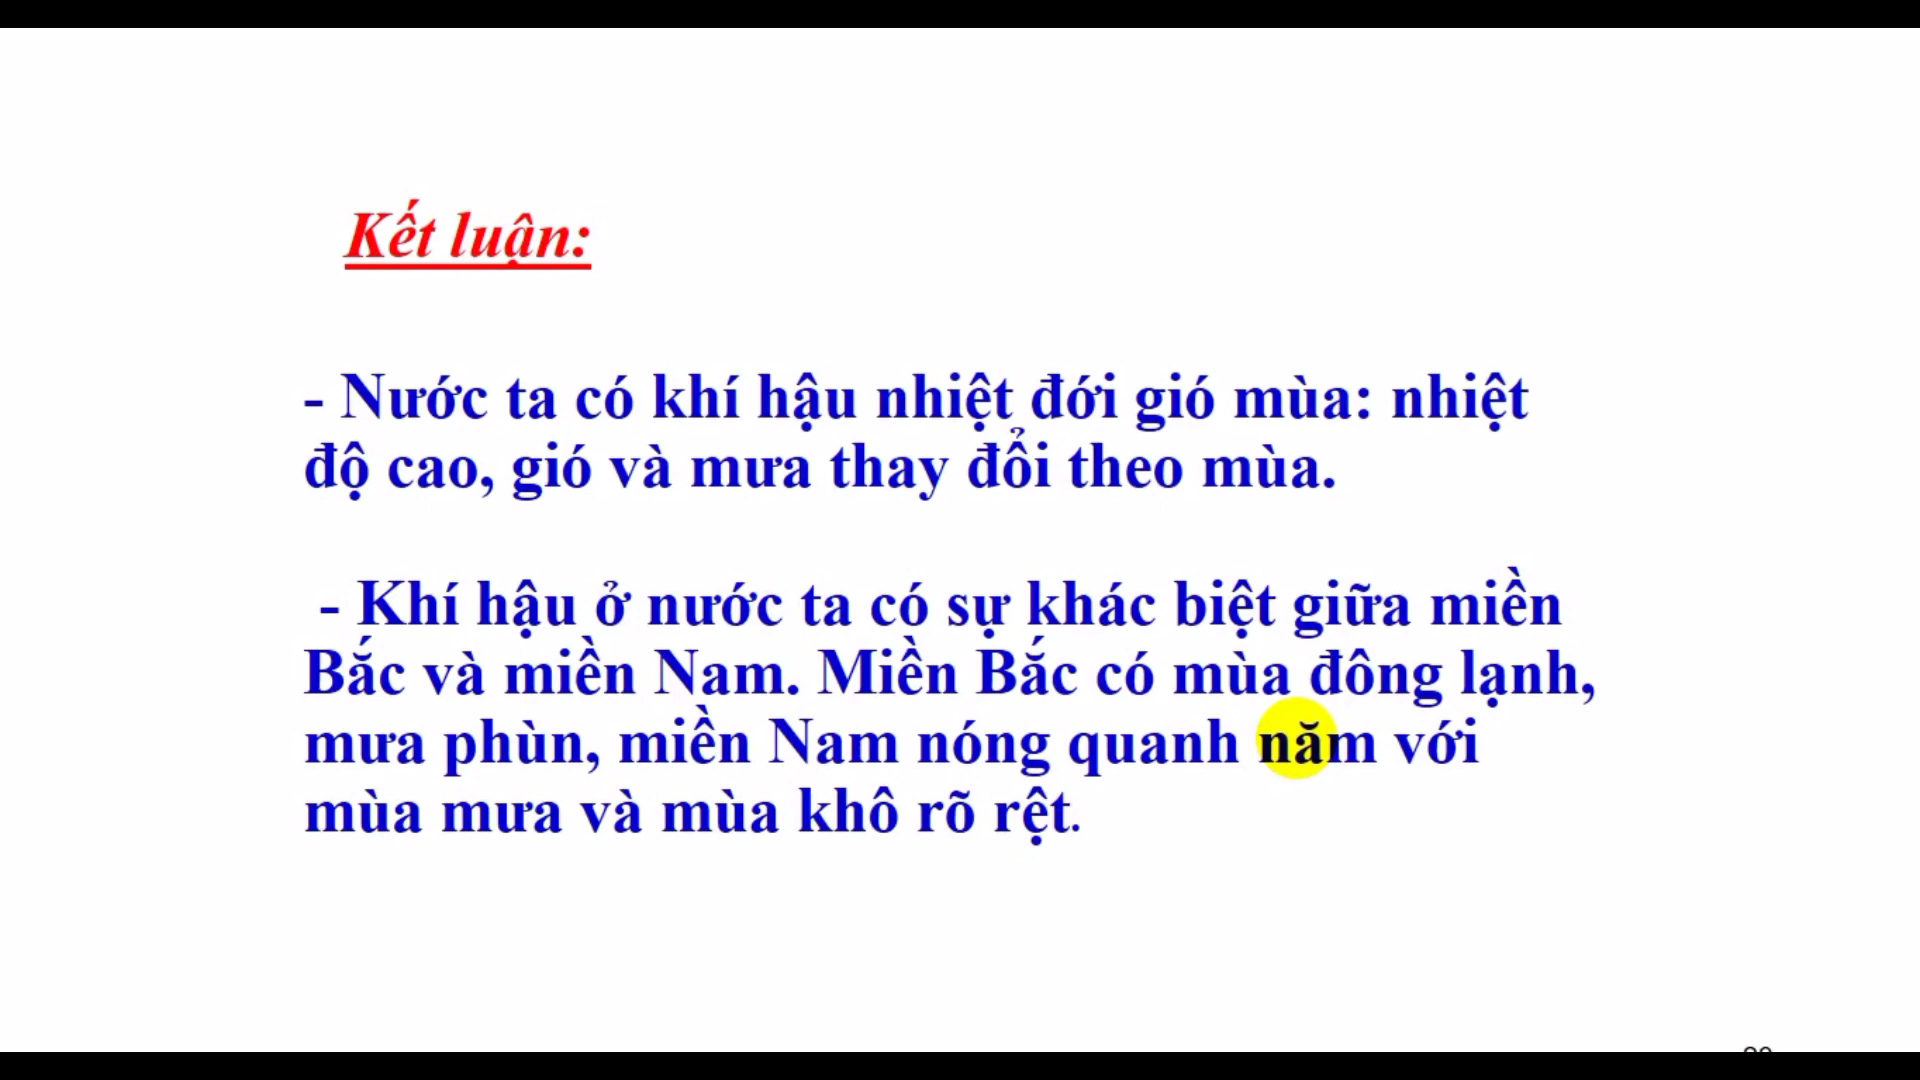 Kết luận:
- Nước ta có khí hậu nhiệt đới gió mùa: nhiệt
độ cao, gió và mưa thay đổi theo mùa.
- Khí hậu ở nước ta có sự khác biệt giữa miền
Bắc và miền Nam. Miền Bắc có mùa đông lạnh,
mưa phùn, miền Nam nóng quanh năm với
mùa mưa và mùa khô rõ rệt.